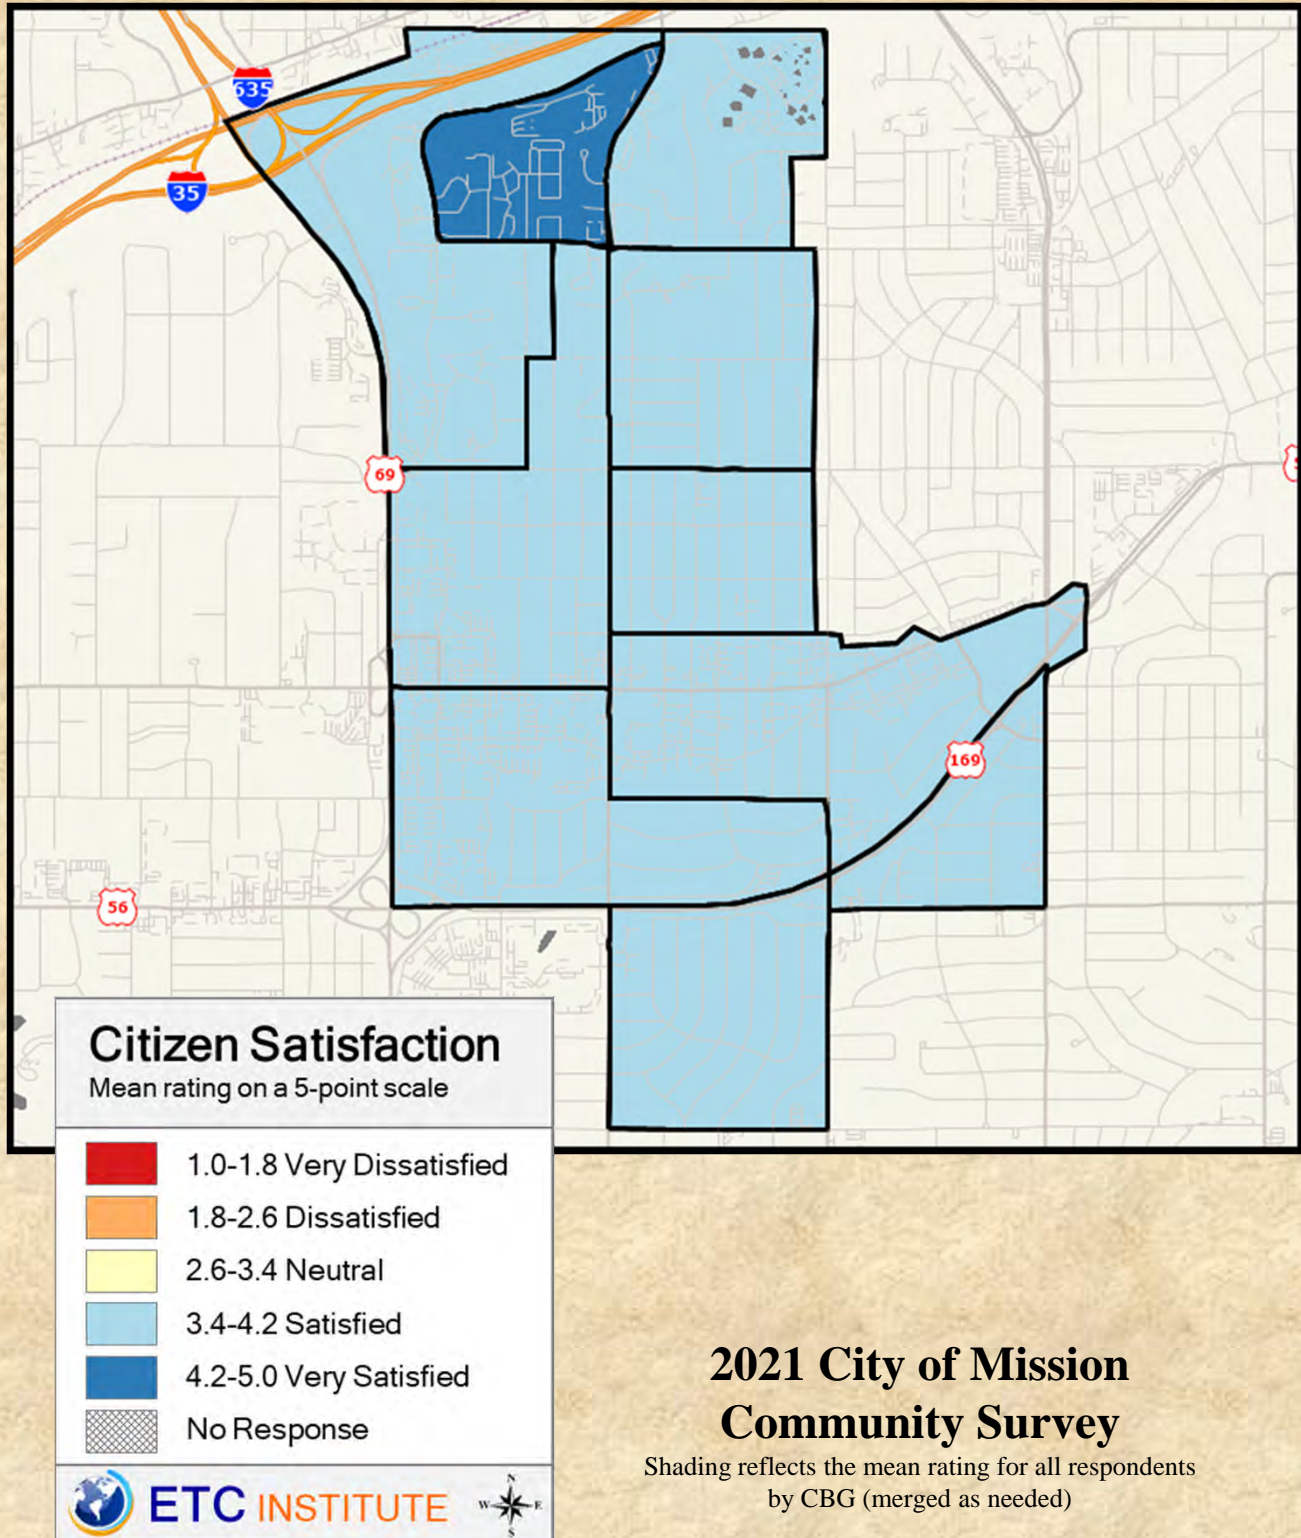 635
35
69
169
56
Citizen Satisfaction
Mean rating on a 5-point scale
1.0-1.8 Very Dissatisfied
1.8-2.6 Dissatisfied
2.6-3.4 Neutral
3.4-4.2 Satisfied
4.2-5.0 Very Satisfied
No Response
ETC INSTITUTE
N
W E
S
2021 City of Mission
Community Survey
Shading reflects the mean rating for all respondents
by CBG (merged as needed)